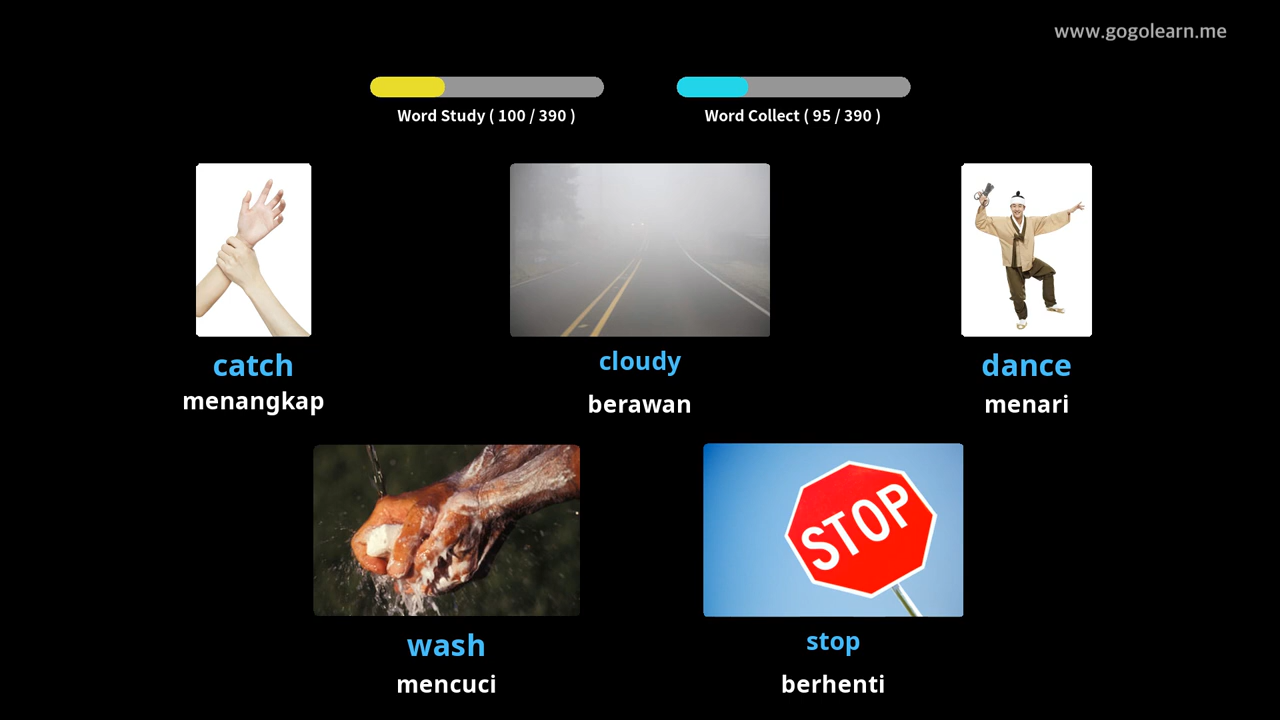 www.gogolearn.me
Word Study ( 100 / 390 )
Word Collect ( 95 / 390 )
catch
menangkap
cloudy
berawan
dance
menari
STOP
wash
mencuci
stop
berhenti